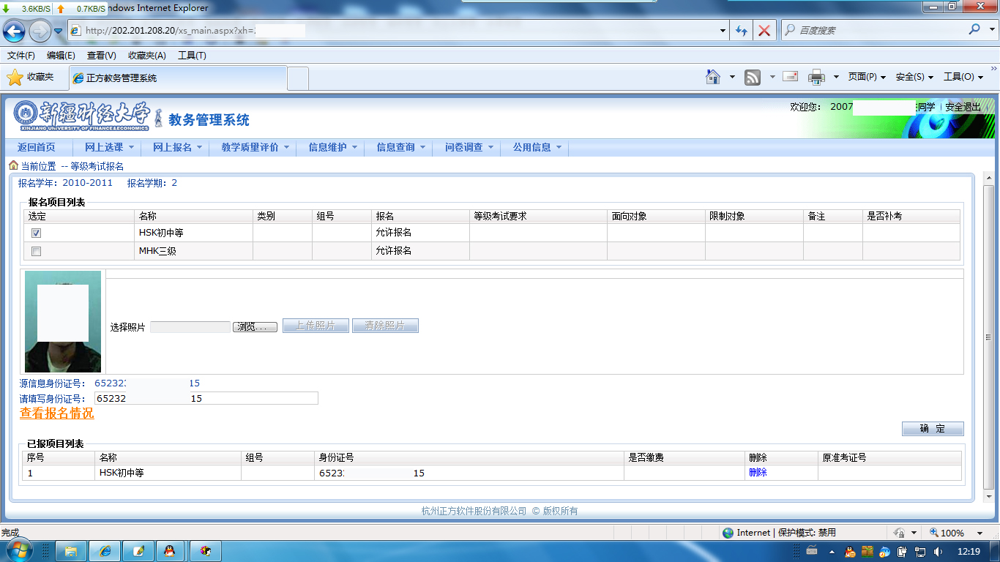 3.6KB/S 0.7KB/S ndows Internet Explorer
http://202.201.208.20/xs_main.aspx?xh=
百度搜索
文件(F) 编辑(E) 查看(V) 收藏夹(A) 工具(T)
收藏夹 正方教务管理系统 页面(P) 安全(S) 工具(O)
新疆财经大学 教务管理系统
XINJIANG UNIVERSITY OF FINANCE&ECONOMICS
欢迎您： 2007 同学 安全退出
返回首页 网上选课 网上报名 教学质量评价 信息维护 信息查询 问卷调查 公用信息
当前位置 -- 等级考试报名
报名学年：2010-2011 报名学期：2
报名项目列表
选定 名称 类别 组号 报名 等级考试要求 面向对象 限制对象 备注 是否补考
HSK初中等 允许报名
MHK三级 允许报名
选择照片 浏览... 上传照片 清除照片
源信息身份证号： 65232 15
请填写身份证号： 65232 15
查看报名情况
确 定
已报项目列表
序号 名称 组号 身份证号 是否缴费 删除 原准考证号
1 HSK初中等 6523 15 删除
杭州正方软件股份有限公司 © 版权所有
完成 Internet | 保护模式: 禁用 100%
12:19